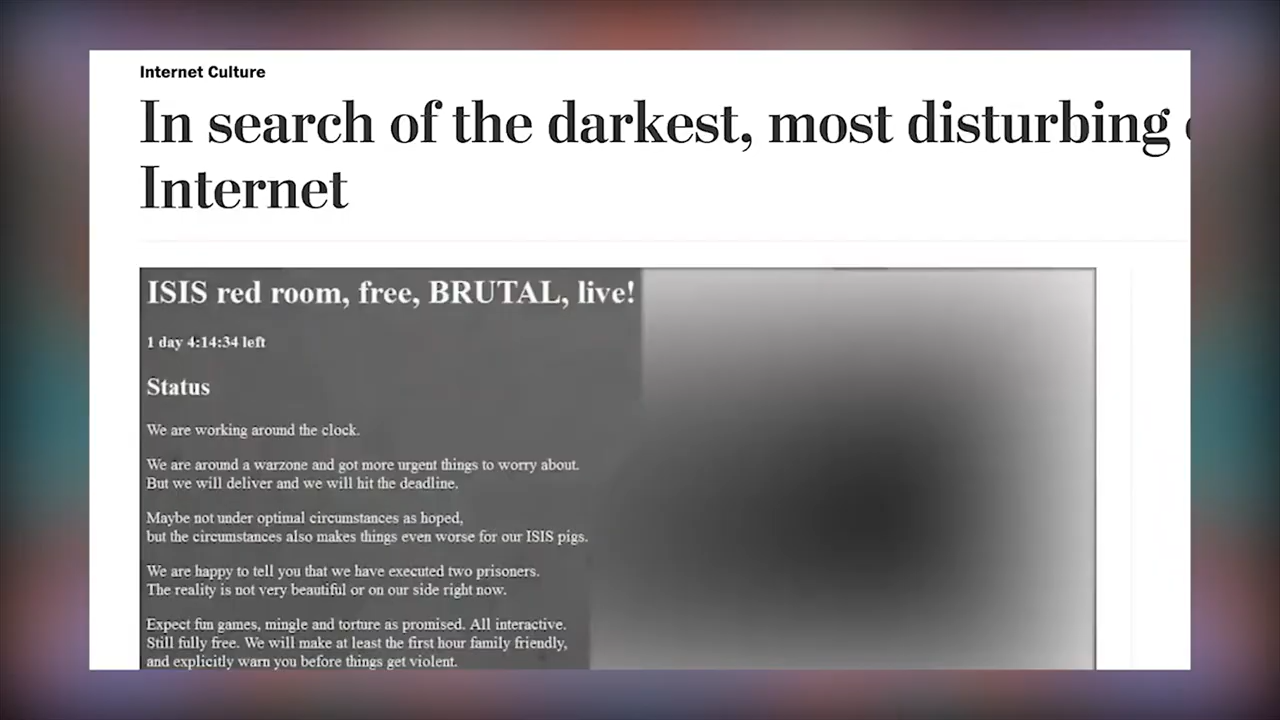 Internet Culture
In search of the darkest, most disturbing
Internet
ISIS red room, free, BRUTAL, live!
1 day 4:14:34 left
Status
We are working around the clock.
We are around a warzone and got more urgent things to worry about.
But we will deliver and we will hit the deadline.
Maybe not under optimal circumstances as hoped,
but the circumstances also makes things even worse for our ISIS pigs.
We are happy to tell you that we have executed two prisoners.
The reality is not very beautiful or on our side right now.
Expect fun games, mingle and torture as promised. All interactive.
Still fully free. We will make at least the first hour family friendly,
and explicitly warn you before things get violent.